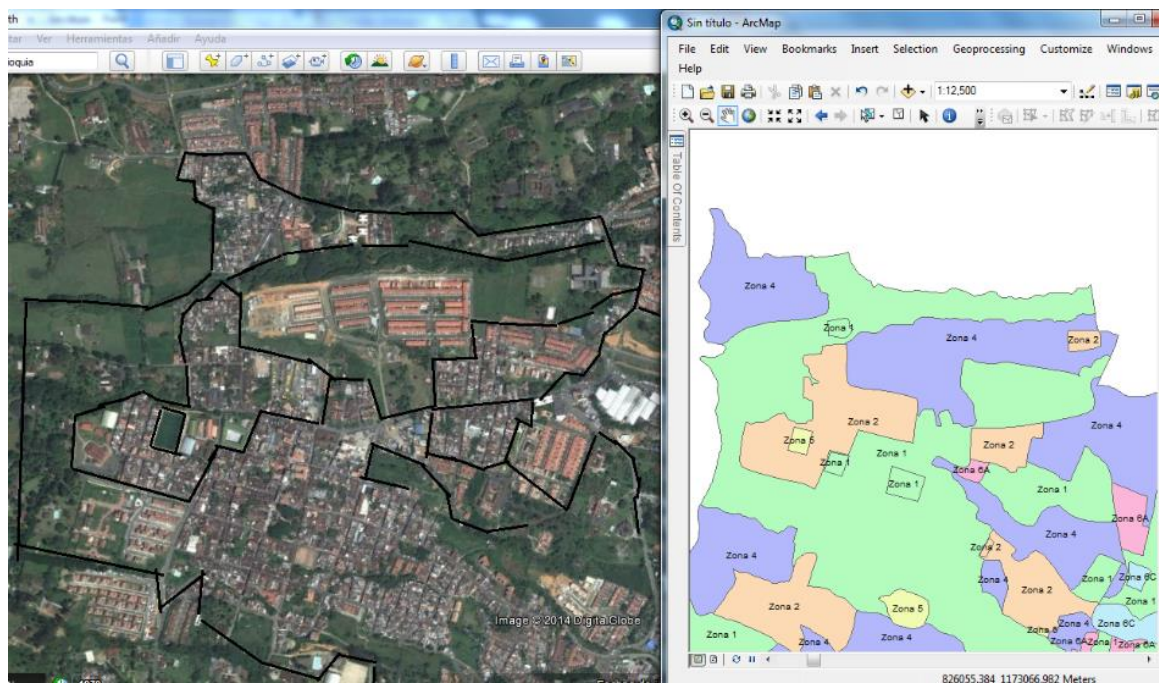 th
tar Ver Herramientas Añadir Ayuda
ioquia
Image © 2014 DigitalGlobe
Sin título - ArcMap
File Edit View Bookmarks Insert Selection Geoprocessing Customize Windows
Help
1:12,500
Table Of Contents
Zona 4
Zona 1
Zona 4
Zona 2
Zona 2
Zona 4
Zona 5
Zona 1
Zona 2
Zona 1
Zona 6A
Zona 1
Zona 1
Zona 6A
Zona 4
Zona 4
Zona 2
Zona 4
Zona 1
Zona 6C
Zona 2
Zona 2
Zona 1
Zona 5
Zona 4
Zona 6C
Zona 1
Zona 4
Zona 4
Zona 6A
Zona 1
826055,384 1173066,982 Meters